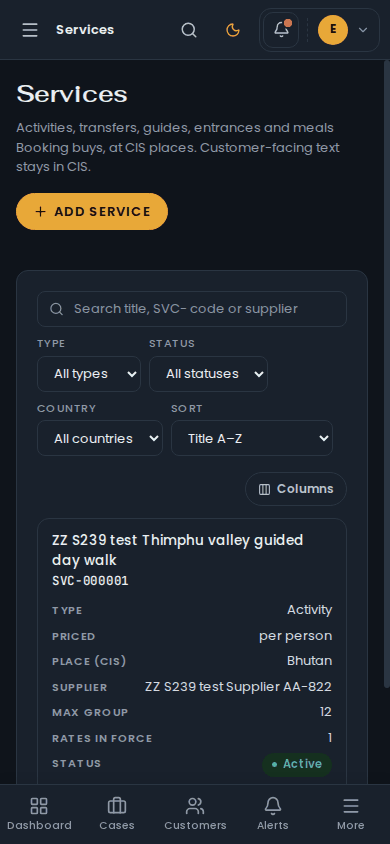 Services
E
Services
Activities, transfers, guides, entrances and meals
Booking buys, at CIS places. Customer-facing text
stays in CIS.
+ ADD SERVICE
Search title, SVC- code or supplier
TYPE STATUS
All types All statuses
COUNTRY SORT
All countries Title A–Z
Columns
ZZ S239 test Thimphu valley guided
day walk
SVC-000001
TYPE Activity
PRICED per person
PLACE (CIS) Bhutan
SUPPLIER ZZ S239 test Supplier AA-822
MAX GROUP 12
RATES IN FORCE 1
STATUS Active
Dashboard Cases Customers Alerts More